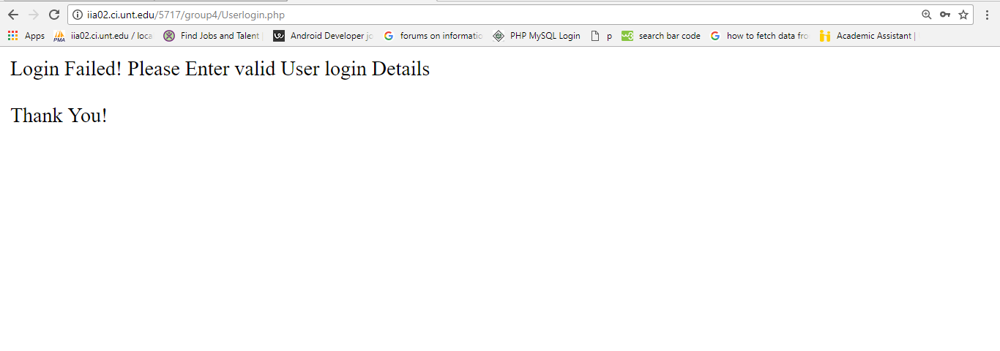 iia02.ci.unt.edu/5717/group4/Userlogin.php
Apps iia02.ci.unt.edu / loca Find Jobs and Talent Android Developer jo forums on informatio PHP MySQL Login p search bar code how to fetch data fro Academic Assistant |
Login Failed! Please Enter valid User login Details
Thank You!